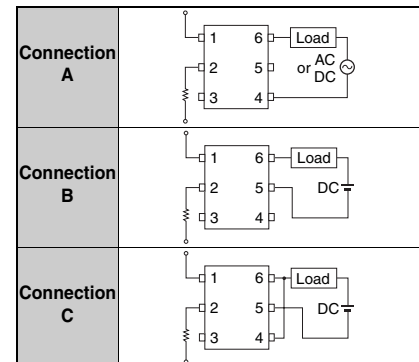 Connection
A
1 6 Load
2 5 or AC
DC
3 4
Connection
B
1 6 Load
2 5 DC
3 4
Connection
C
1 6 Load
2 5 DC
3 4